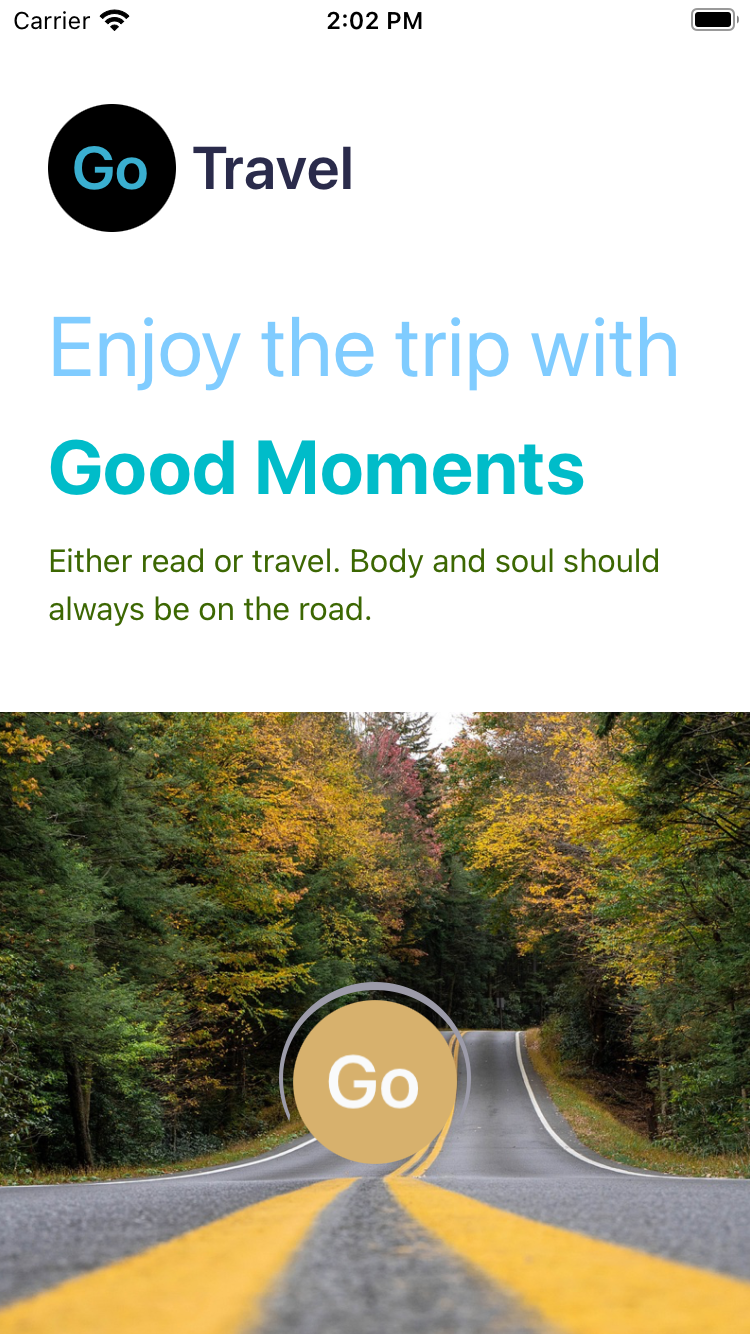 Carrier 2:02 PM
Go Travel
Enjoy the trip with
Good Moments
Either read or travel. Body and soul should
always be on the road.
Go